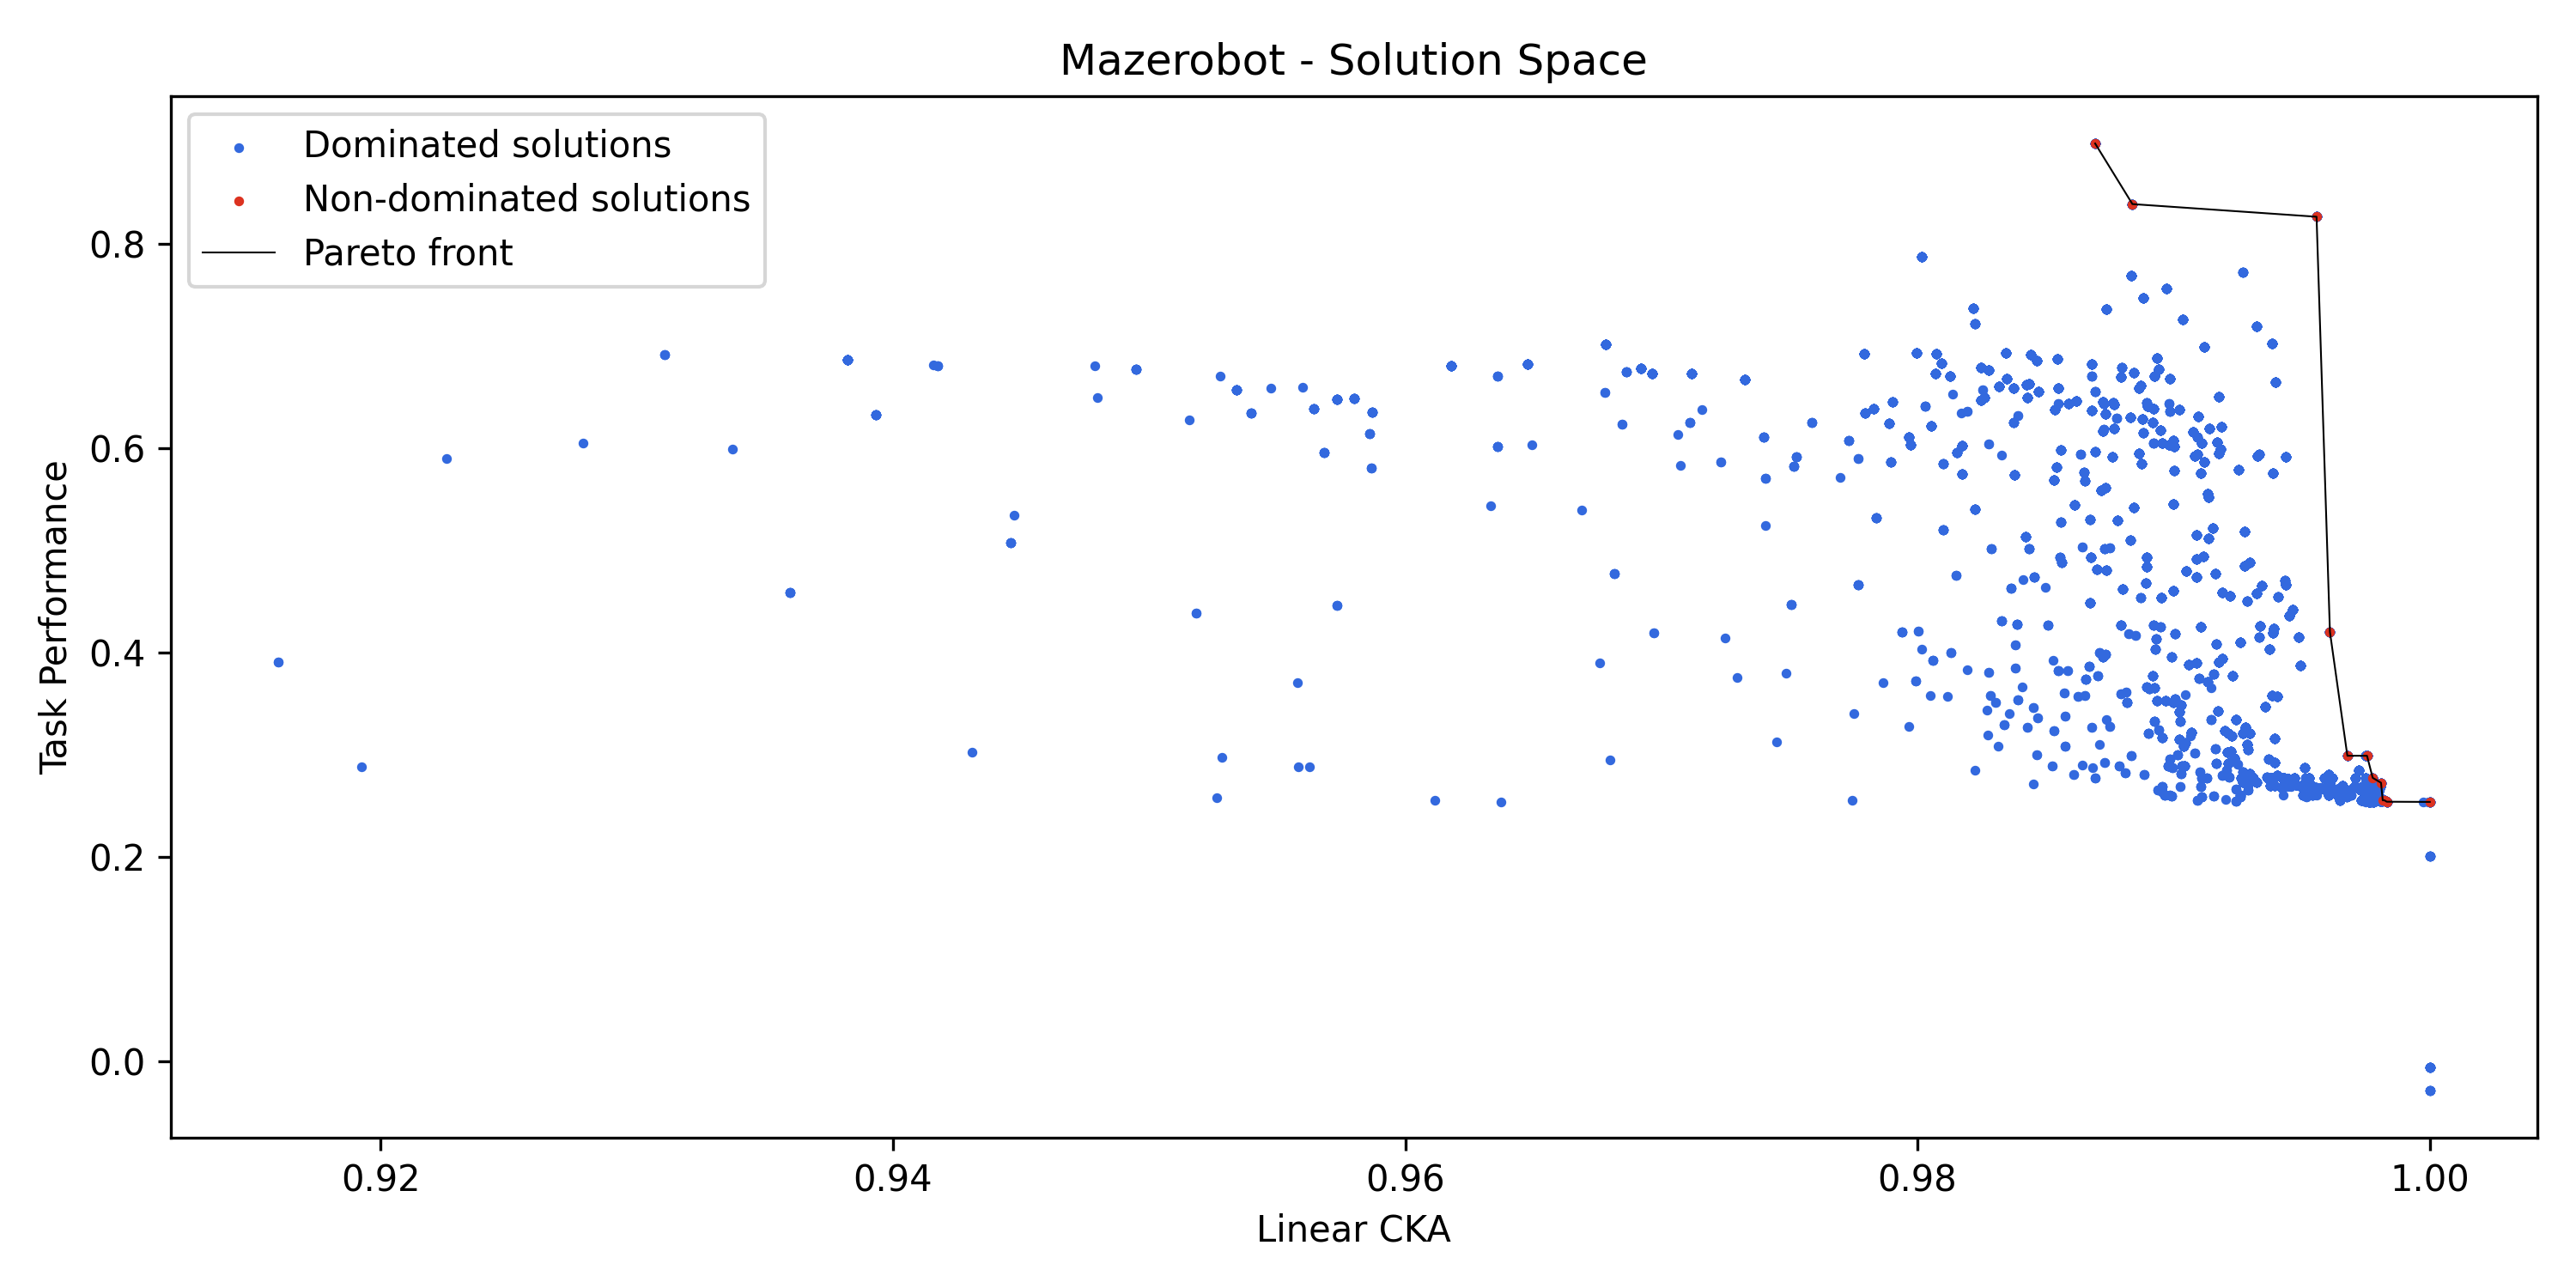 Mazerobot - Solution Space
Dominated solutions
Non-dominated solutions
Pareto front
Task Performance
0.8
0.6
0.4
0.2
0.0
0.92
0.94
0.96
0.98
1.00
Linear CKA